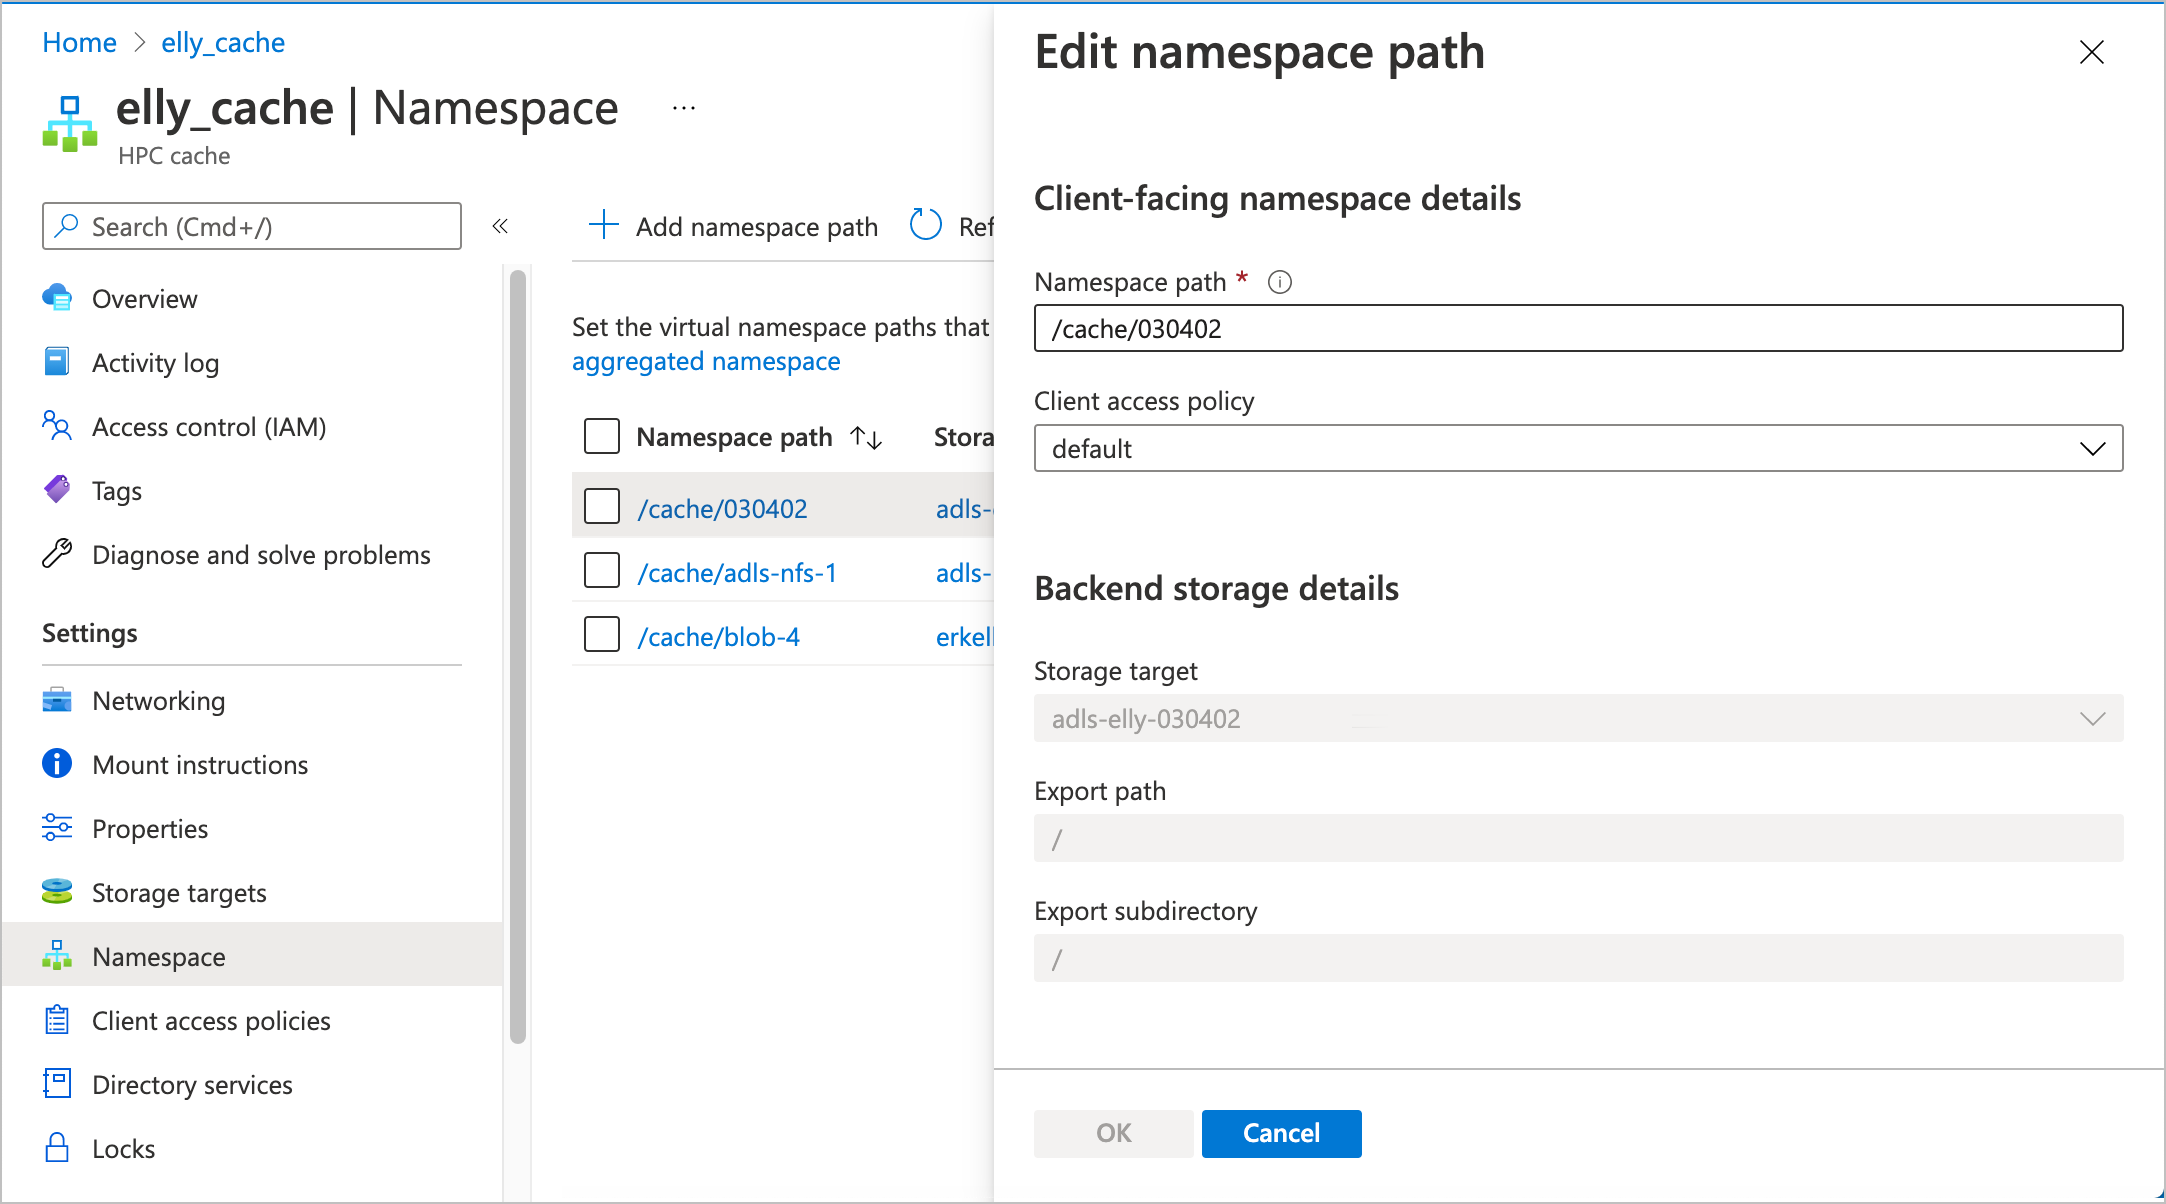 Home > elly_cache
elly_cache | Namespace ...
HPC cache
Search (Cmd+/)
«
Overview
Activity log
Access control (IAM)
Tags
Diagnose and solve problems
Settings
Networking
Mount instructions
Properties
Storage targets
Namespace
Client access policies
Directory services
Locks
+ Add namespace path Ref
Set the virtual namespace paths that
aggregated namespace
Namespace path ↑↓ Stora
/cache/030402 adls-
/cache/adls-nfs-1 adls-
/cache/blob-4 erkell
Edit namespace path
Client-facing namespace details
Namespace path *
/cache/030402
Client access policy
default
Backend storage details
Storage target
adls-elly-030402
Export path
/
Export subdirectory
/
OK Cancel